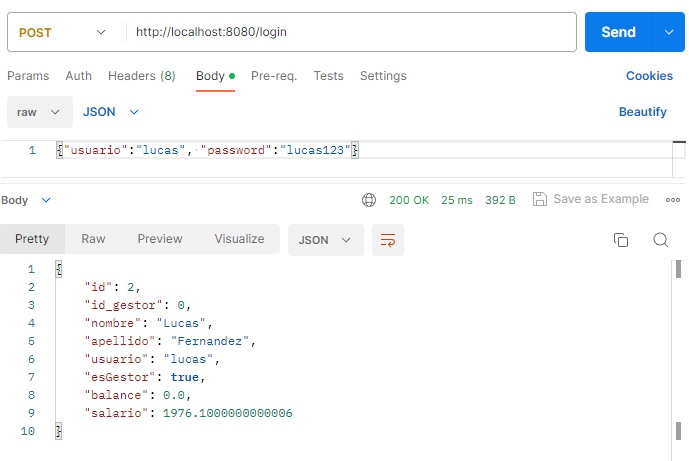 POST http://localhost:8080/login Send
Params Auth Headers (8) Body Pre-req. Tests Settings Cookies
raw JSON Beautify
1 {"usuario":"lucas", "password":"lucas123"}
Body 200 OK 25 ms 392 B Save as Example
Pretty Raw Preview Visualize JSON
1 {
2 "id": 2,
3 "id_gestor": 0,
4 "nombre": "Lucas",
5 "apellido": "Fernandez",
6 "usuario": "lucas",
7 "esGestor": true,
8 "balance": 0.0,
9 "salario": 1976.1000000000006
10 }